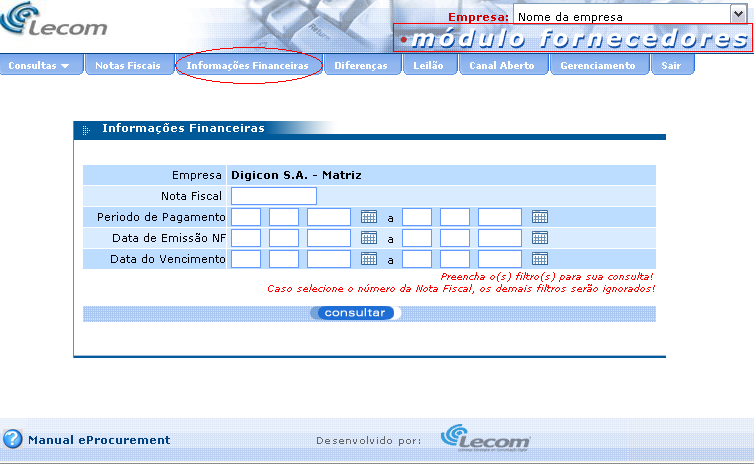 Lecom
Empresa: Nome da empresa
módulo fornecedores
Consultas Notas Fiscais Informações Financeiras Diferenças Leilão Canal Aberto Gerenciamento Sair
Informações Financeiras
Empresa Digicon S.A. - Matriz
Nota Fiscal
Periodo de Pagamento a
Data de Emissão NF a
Data do Vencimento a
Preencha o(s) filtro(s) para sua consulta!
Caso selecione o número da Nota Fiscal, os demais filtros serão ignorados!
consultar
? Manual eProcurement Desenvolvido por: Lecom